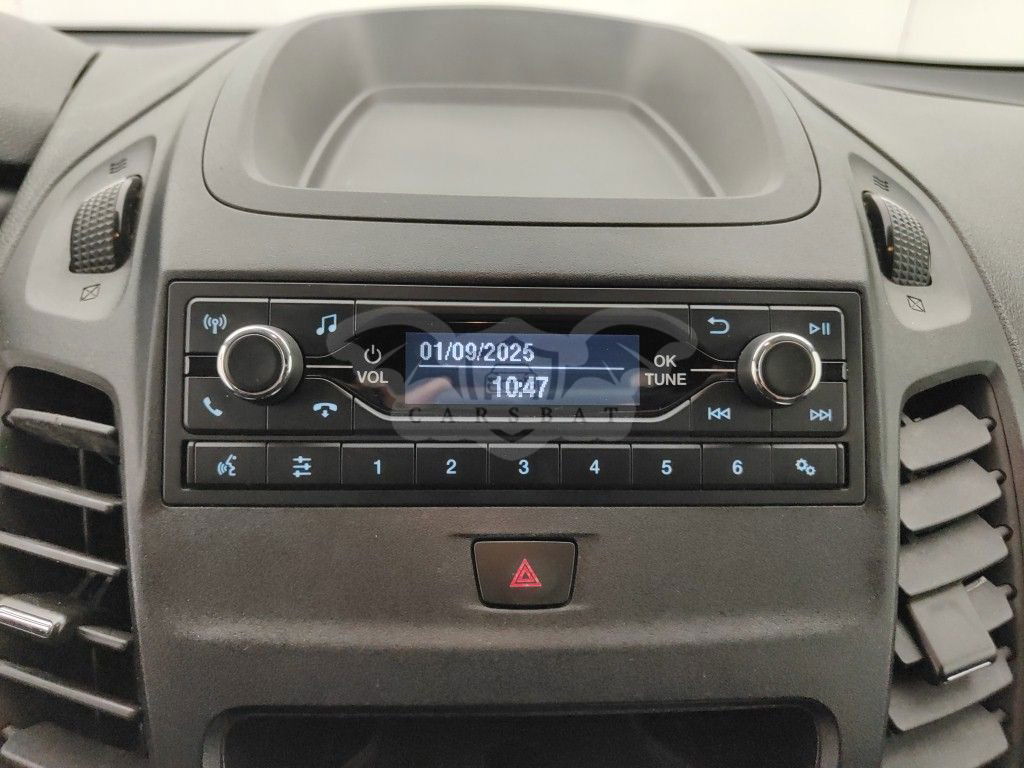 01/09/2025
10:47
VOL
OK
TUNE
CARSBAT
1 2 3 4 5 6